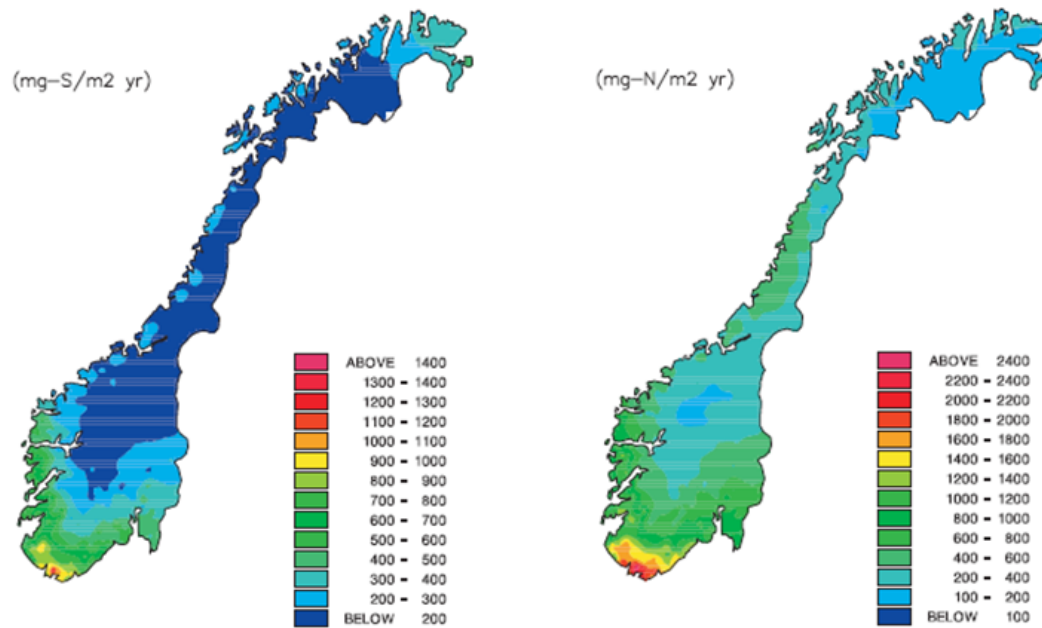 (mg-S/m2 yr)
(mg-N/m2 yr)
ABOVE 1400
1300 - 1400
1200 - 1300
1100 - 1200
1000 - 1100
900 - 1000
800 - 900
700 - 800
600 - 700
500 - 600
400 - 500
300 - 400
200 - 300
BELOW 200
ABOVE 2400
2200 - 2400
2000 - 2200
1800 - 2000
1600 - 1800
1400 - 1600
1200 - 1400
1000 - 1200
800 - 1000
600 - 800
400 - 600
200 - 400
100 - 200
BELOW 100